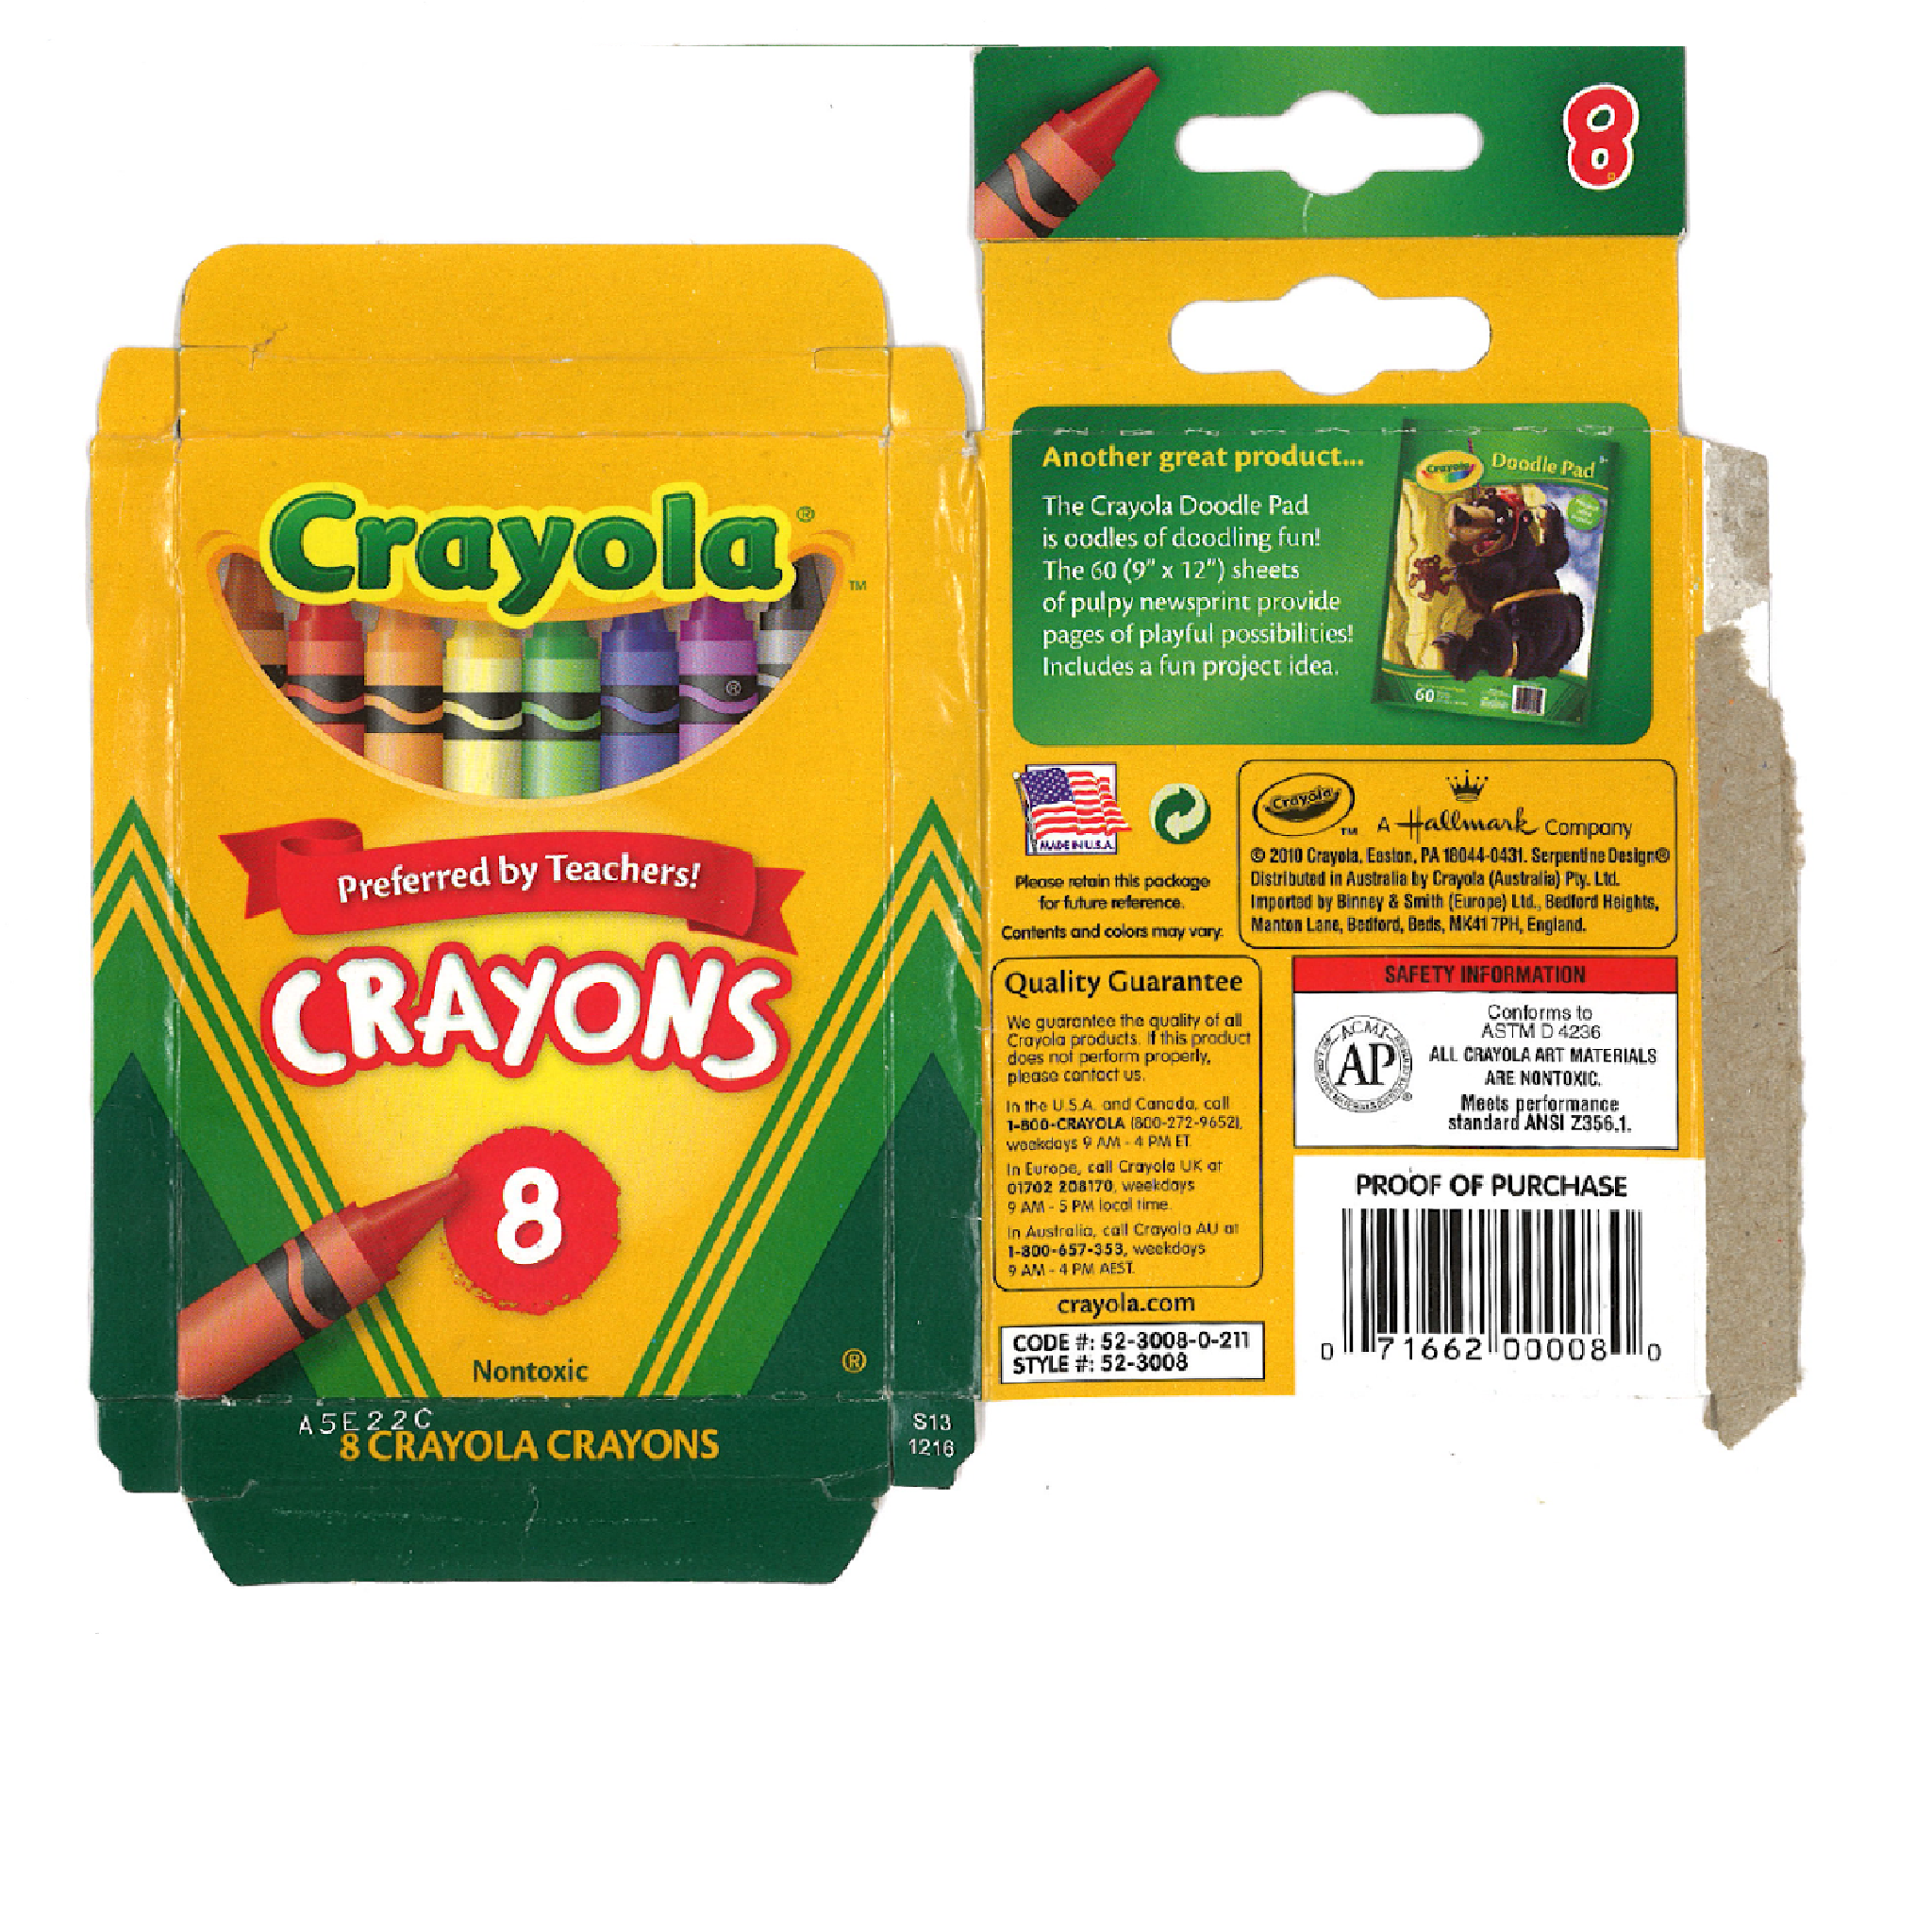 Crayola®
™
®
Preferred by Teachers!
CRAYONS
8
Nontoxic
®
A5E22C
8 CRAYOLA CRAYONS
S13
1216
8
Another great product...
The Crayola Doodle Pad
is oodles of doodling fun!
The 60 (9" x 12") sheets
of pulpy newsprint provide
pages of playful possibilities!
Includes a fun project idea.
Crayola
Doodle Pad
60
MADE IN U.S.A.
Please retain this package
for future reference.
Contents and colors may vary.
Crayola
™ A Hallmark Company
© 2010 Crayola, Easton, PA 18044-0431. Serpentine Design®
Distributed in Australia by Crayola (Australia) Pty. Ltd.
Imported by Binney & Smith (Europe) Ltd., Bedford Heights,
Manton Lane, Bedford, Beds, MK41 7PH, England.
Quality Guarantee
We guarantee the quality of all
Crayola products. If this product
does not perform properly,
please contact us.
In the U.S.A. and Canada, call
1-800-CRAYOLA (800-272-9652),
weekdays 9 AM - 4 PM ET.
In Europe, call Crayola UK at
01702 208170, weekdays
9 AM - 5 PM local time.
In Australia, call Crayola AU at
1-800-657-353, weekdays
9 AM - 4 PM AEST.
crayola.com
CODE #: 52-3008-0-211
STYLE #: 52-3008
SAFETY INFORMATION
ACMI
AP
®
Conforms to
ASTM D 4236
ALL CRAYOLA ART MATERIALS
ARE NONTOXIC.
Meets performance
standard ANSI Z356.1.
PROOF OF PURCHASE
0 71662 00008 0